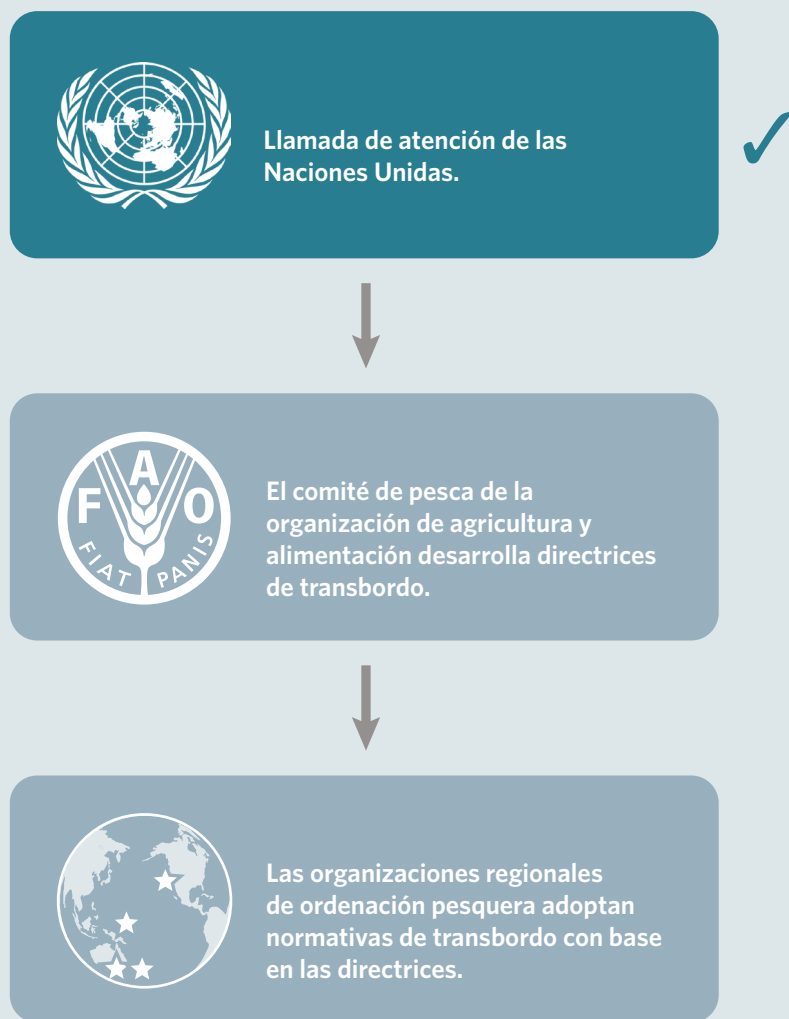 Llamada de atención de las
Naciones Unidas.
F A O
FIAT PANIS
El comité de pesca de la
organización de agricultura y
alimentación desarrolla directrices
de transbordo.
Las organizaciones regionales
de ordenación pesquera adoptan
normativas de transbordo con base
en las directrices.